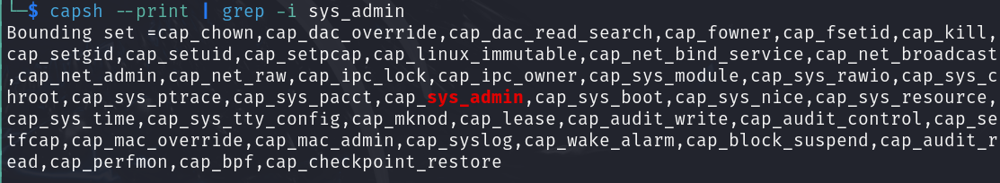 └─$ capsh --print | grep -i sys_admin
Bounding set =cap_chown,cap_dac_override,cap_dac_read_search,cap_fowner,cap_fsetid,cap_kill,
cap_setgid,cap_setuid,cap_setpcap,cap_linux_immutable,cap_net_bind_service,cap_net_broadcast
,cap_net_admin,cap_net_raw,cap_ipc_lock,cap_ipc_owner,cap_sys_module,cap_sys_rawio,cap_sys_c
hroot,cap_sys_ptrace,cap_sys_pacct,cap_sys_admin,cap_sys_boot,cap_sys_nice,cap_sys_resource,
cap_sys_time,cap_sys_tty_config,cap_mknod,cap_lease,cap_audit_write,cap_audit_control,cap_se
tfcap,cap_mac_override,cap_mac_admin,cap_syslog,cap_wake_alarm,cap_block_suspend,cap_audit_r
ead,cap_perfmon,cap_bpf,cap_checkpoint_restore